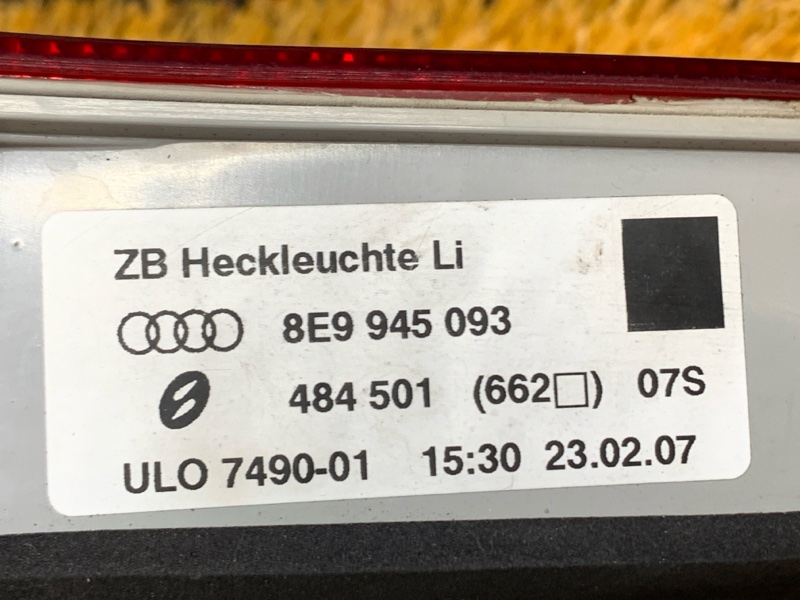 ZB Heckleuchte Li
8E9 945 093
484 501 (662□) 07S
ULO 7490-01 15:30 23.02.07